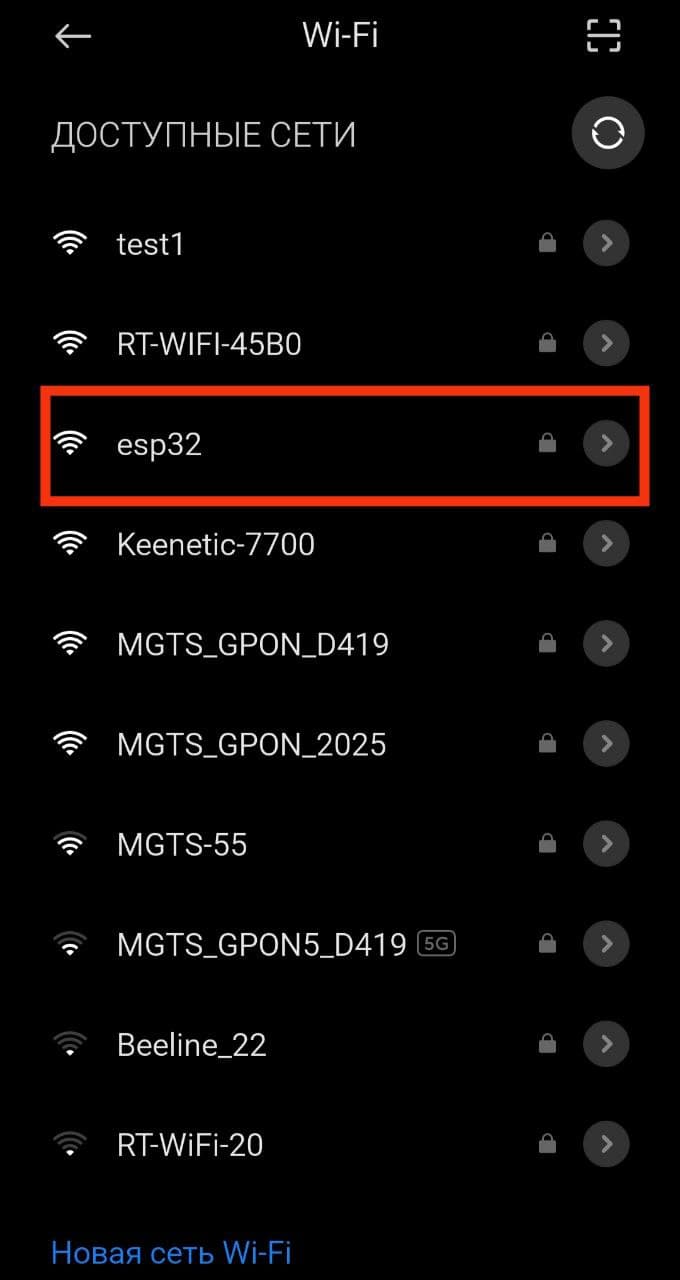 Wi-Fi
ДОСТУПНЫЕ СЕТИ
test1
RT-WIFI-45B0
esp32
Keenetic-7700
MGTS_GPON_D419
MGTS_GPON_2025
MGTS-55
MGTS_GPON5_D419 5G
Beeline_22
RT-WiFi-20
Новая сеть Wi-Fi